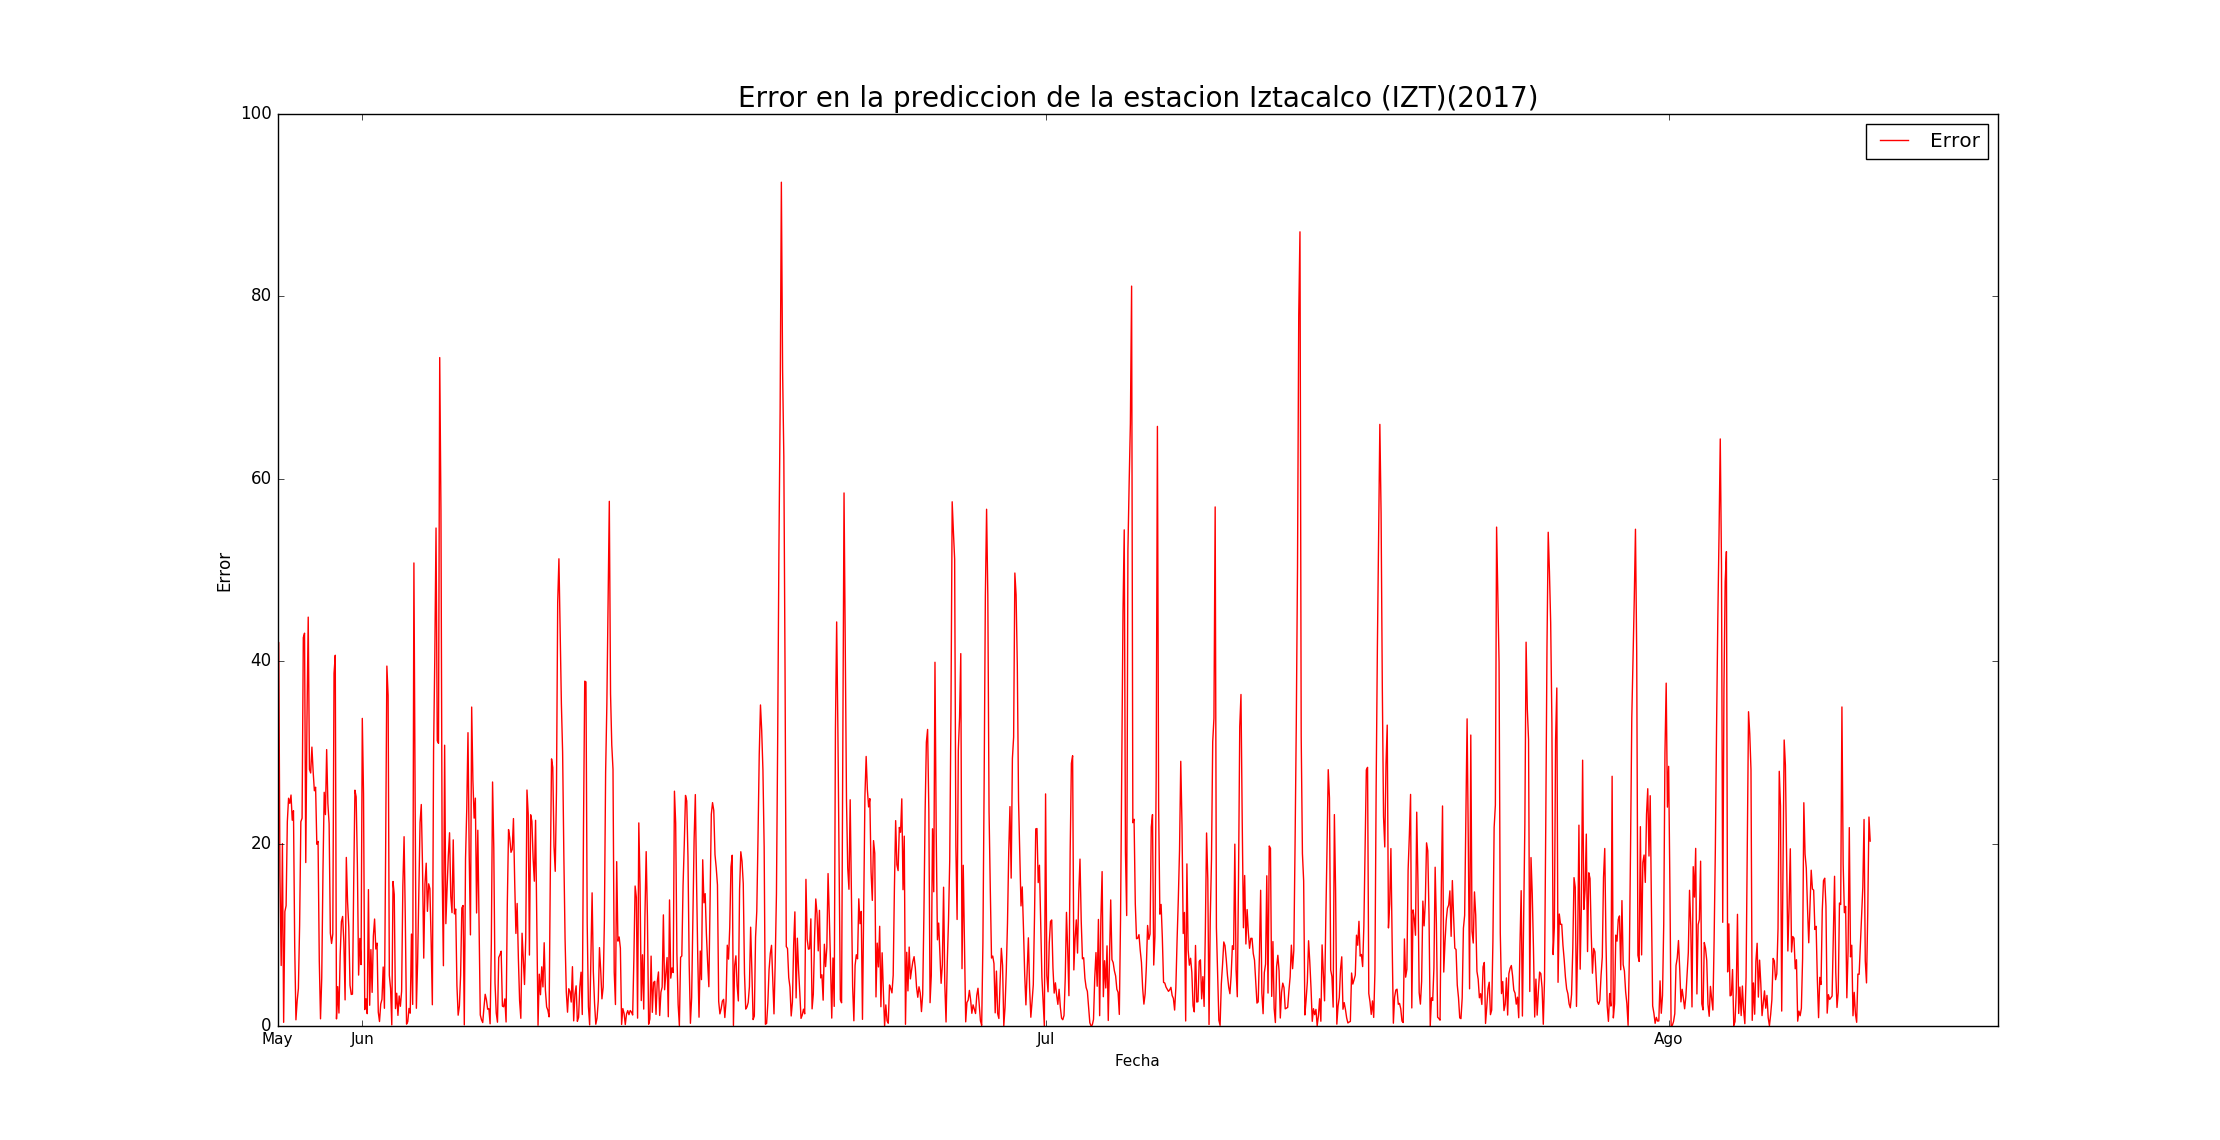 Error en la prediccion de la estacion Iztacalco (IZT)(2017)
Error
100
80
60
40
20
0
Error
May
Jun
Jul
Ago
Fecha